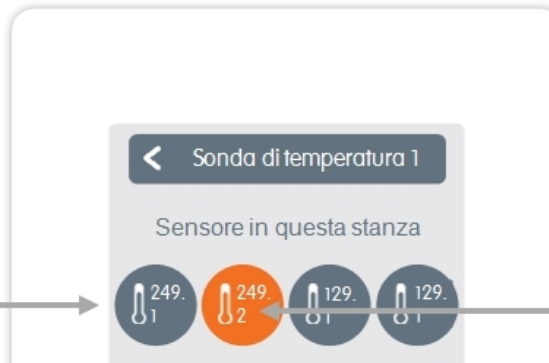 Sonda di temperatura 1
Sensore in questa stanza
249. 249. 129. 129.
1 2 1 1